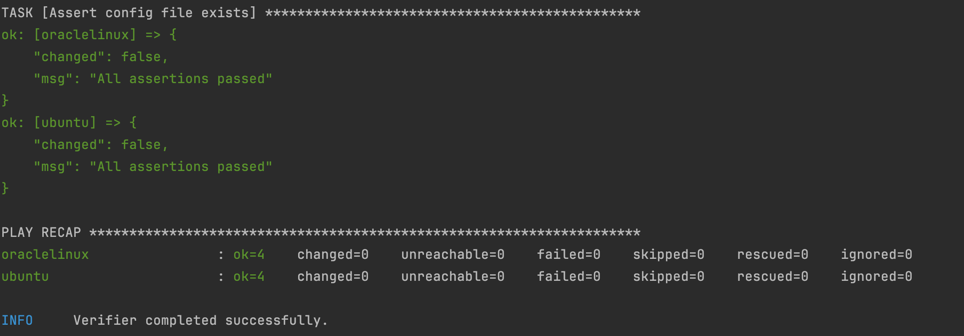 TASK [Assert config file exists] ***********************************************
ok: [oraclelinux] => {
    "changed": false,
    "msg": "All assertions passed"
}
ok: [ubuntu] => {
    "changed": false,
    "msg": "All assertions passed"
}
PLAY RECAP *********************************************************************
oraclelinux                : ok=4    changed=0    unreachable=0    failed=0    skipped=0    rescued=0    ignored=0
ubuntu                     : ok=4    changed=0    unreachable=0    failed=0    skipped=0    rescued=0    ignored=0
INFO     Verifier completed successfully.